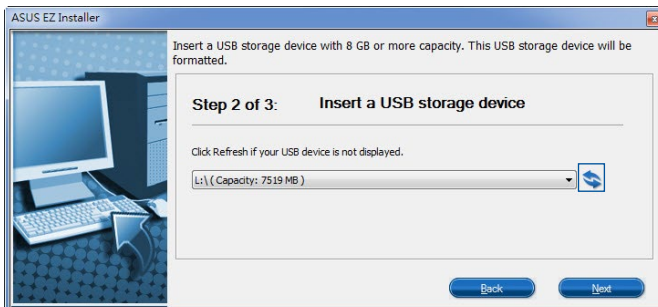 ASUS EZ Installer
Insert a USB storage device with 8 GB or more capacity. This USB storage device will be
formatted.
Step 2 of 3: Insert a USB storage device
Click Refresh if your USB device is not displayed.
L:\ ( Capacity: 7519 MB )
Back Next